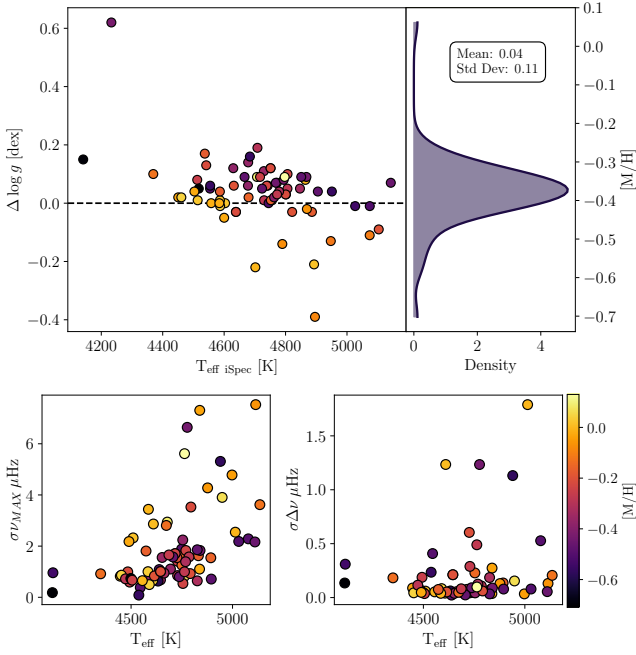 0.6
0.4
0.2
0.0
−0.2
−0.4
Δ log g [dex]
4200 4400 4600 4800 5000
T_eff iSpec [K]
Mean: 0.04
Std Dev: 0.11
0 2 4
Density
0.1
0.0
−0.1
−0.2
−0.3
−0.4
−0.5
−0.6
−0.7
[M/H]
6
4
2
0
σν_MAX μHz
4500 5000
T_eff [K]
1.5
1.0
0.5
0.0
σΔν μHz
4500 5000
T_eff [K]
0.0
−0.2
−0.4
−0.6
[M/H]